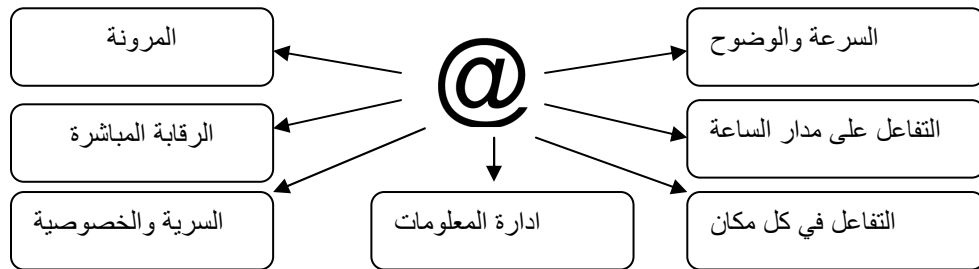 السرعة والوضوح
المرونة
@
التفاعل على مدار الساعة
الرقابة المباشرة
التفاعل في كل مكان
ادارة المعلومات
السرية والخصوصية